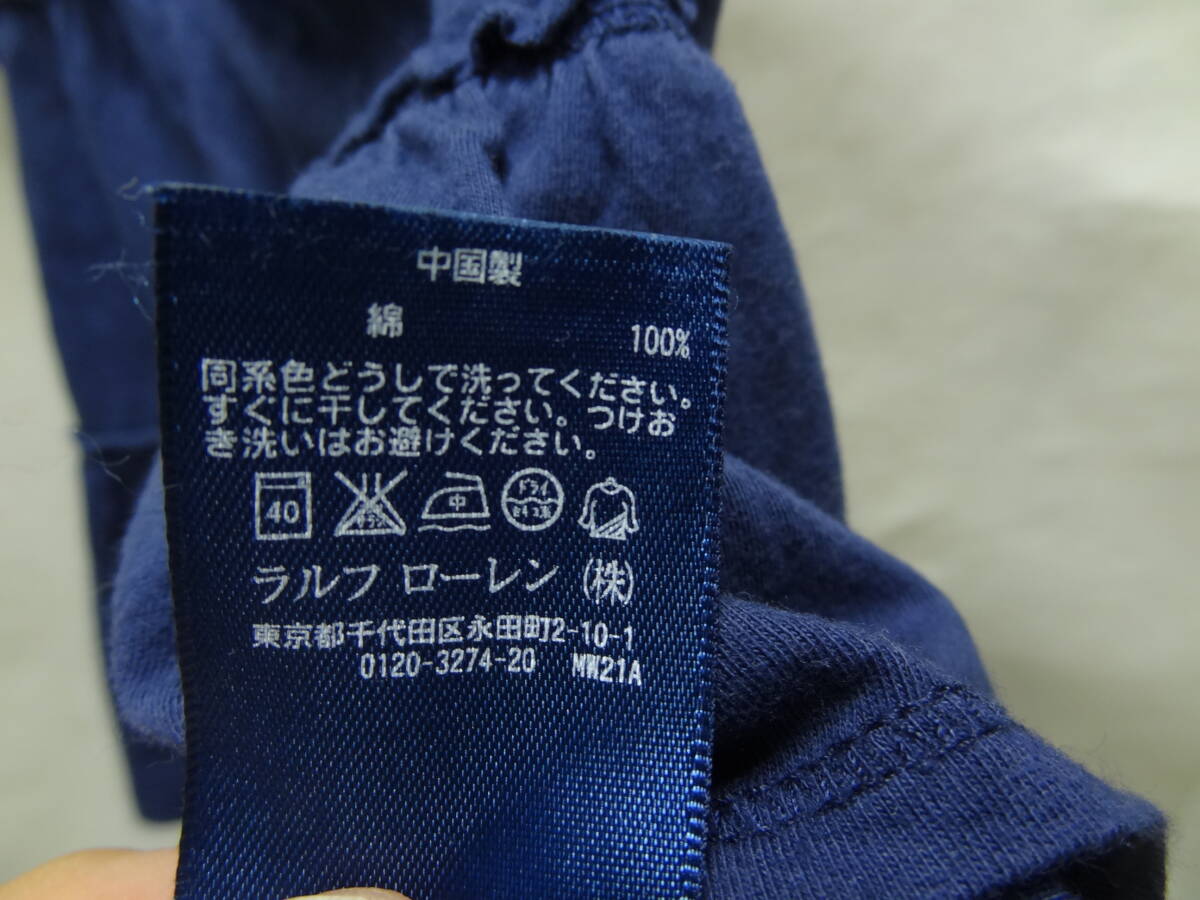 中国製
綿 100%
同系色どうしで洗ってください。
すぐに干してください。つけお
き洗いはお避けください。
40 中 ドライ
ラルフ ローレン (株)
東京都千代田区永田町2-10-1
0120-3274-20 MW21A